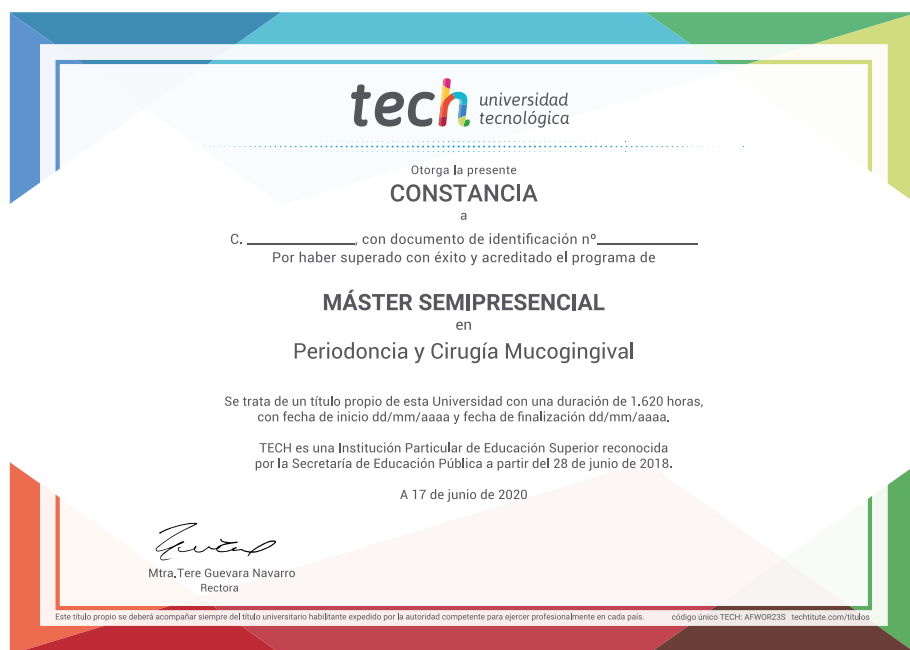 tech universidad
tecnológica
Otorga la presente
CONSTANCIA
a
C. ____________, con documento de identificación nº____________
Por haber superado con éxito y acreditado el programa de
MÁSTER SEMIPRESENCIAL
en
Periodoncia y Cirugía Mucogingival
Se trata de un título propio de esta Universidad con una duración de 1.620 horas,
con fecha de inicio dd/mm/aaaa y fecha de finalización dd/mm/aaaa.
TECH es una Institución Particular de Educación Superior reconocida
por la Secretaría de Educación Pública a partir del 28 de junio de 2018.
A 17 de junio de 2020
Mtra.Tere Guevara Navarro
Rectora
Este título propio se deberá acompañar siempre del título universitario habilitante expedido por la autoridad competente para ejercer profesionalmente en cada país. código único TECH: AFWOR23S techtitute.com/titulos